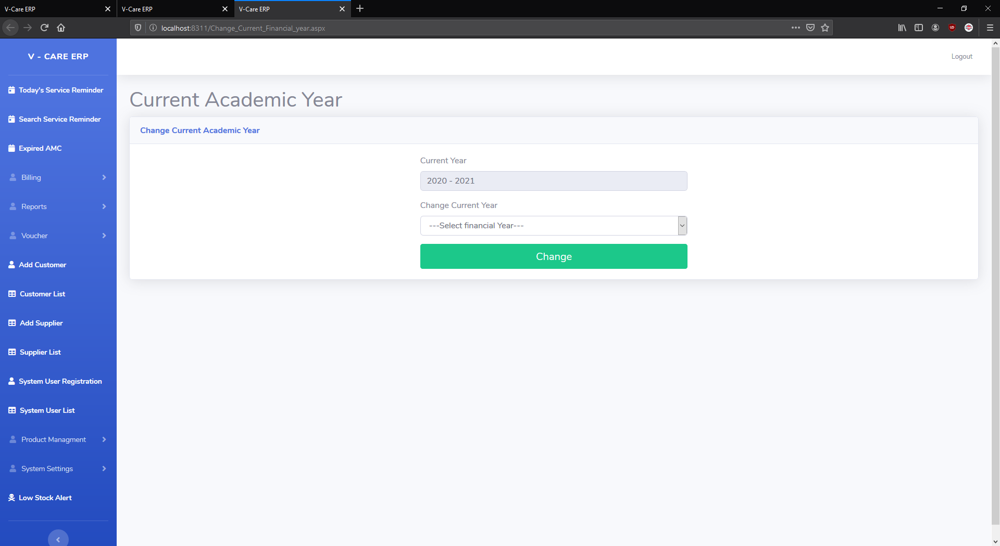 V-Care ERP
V-Care ERP
V-Care ERP
localhost:8311/Change_Current_Financial_year.aspx
V - CARE ERP
Logout
Today's Service Reminder
Search Service Reminder
Expired AMC
Billing
Reports
Voucher
Add Customer
Customer List
Add Supplier
Supplier List
System User Registration
System User List
Product Managment
System Settings
Low Stock Alert
Current Academic Year
Change Current Academic Year
Current Year
2020 - 2021
Change Current Year
---Select financial Year---
Change